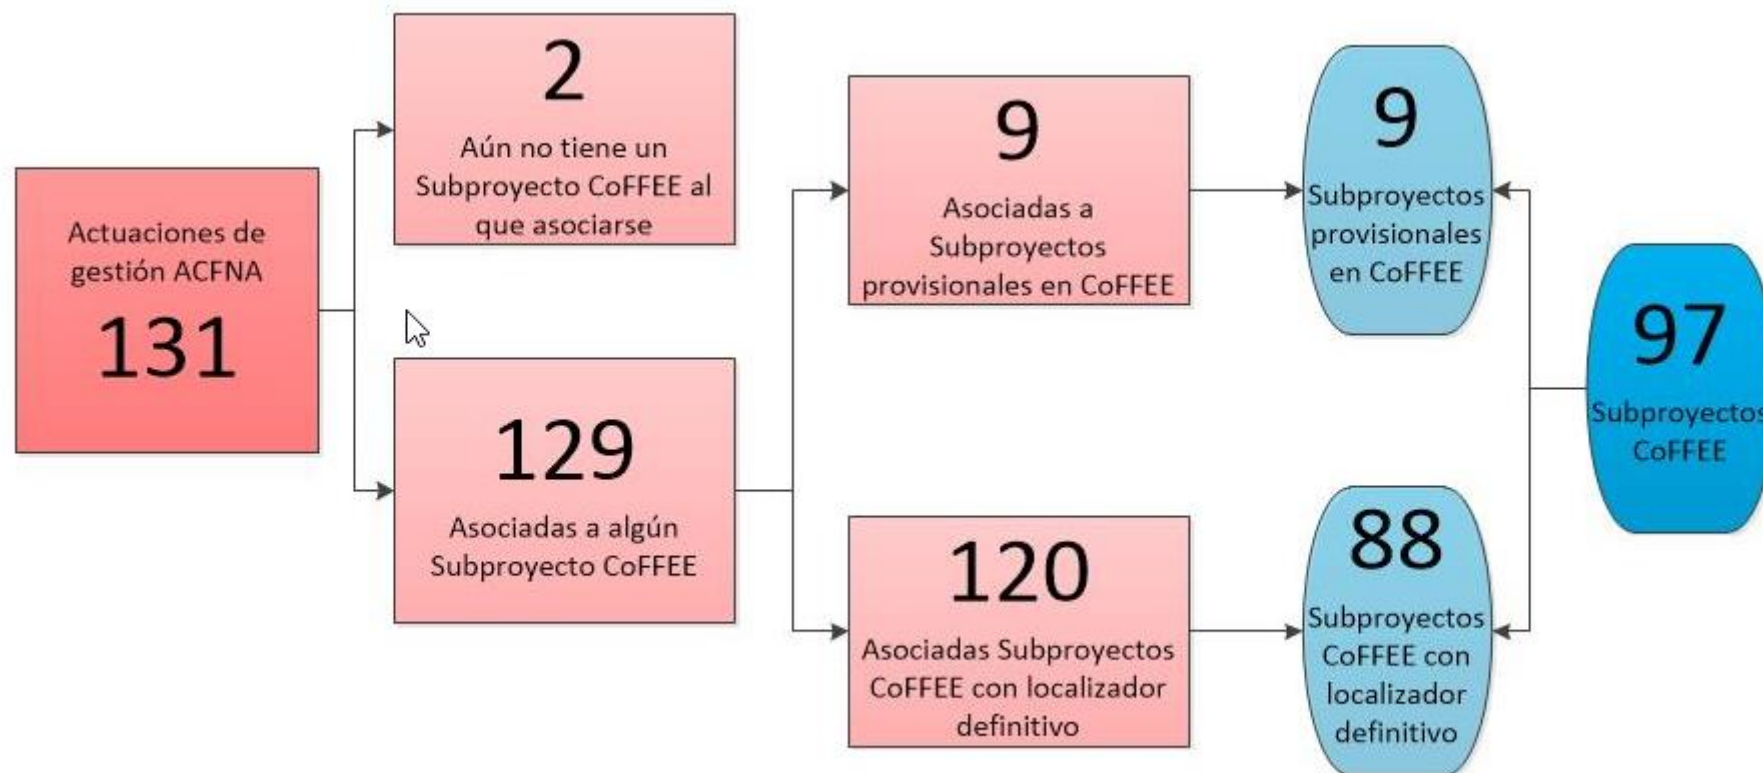 Actuaciones de
gestión ACFNA
131
2
Aún no tiene un
Subproyecto CoFFEE al
que asociarse
129
Asociadas a algún
Subproyecto CoFFEE
9
Asociadas a
Subproyectos
provisionales en CoFFEE
120
Asociadas Subproyectos
CoFFEE con localizador
definitivo
9
Subproyectos
provisionales
en CoFFEE
88
Subproyectos
CoFFEE con
localizador
definitivo
97
Subproyectos
CoFFEE